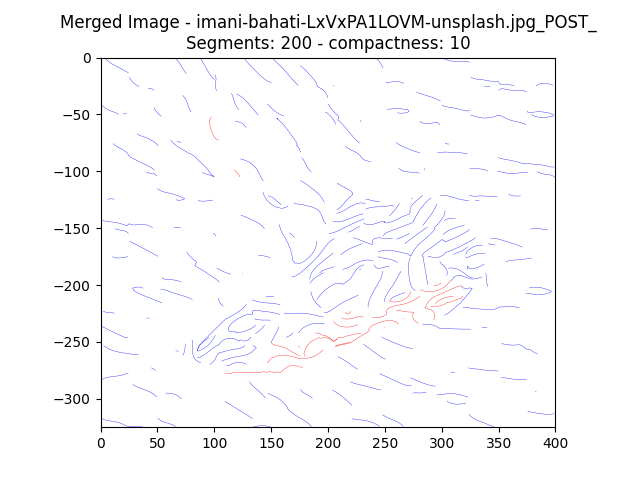 Merged Image - imani-bahati-LxVxPA1LOVM-unsplash.jpg_POST_
Segments: 200 - compactness: 10
0
−50
−100
−150
−200
−250
−300
0 50 100 150 200 250 300 350 400